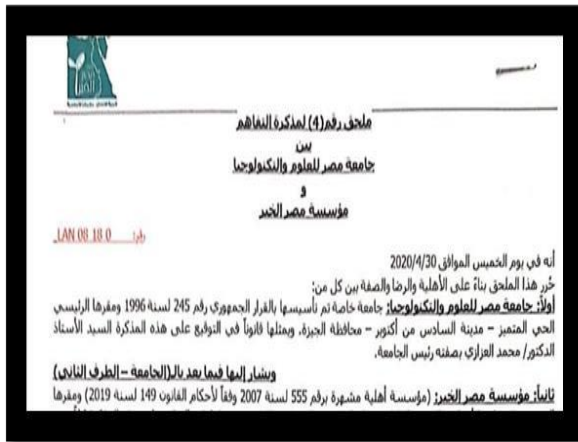 ملحق رقم(4) لمذكرة التفاهم
بين
جامعة مصر للعلوم والتكنولوجيا
و
مؤسسة مصر الخير
رقم: LAN 08 18 0
أنه في يوم الخميس الموافق 2020/4/30
حُرر هذا الملحق بناءً على الأهلية والرضا والصفة بين كل من:
أولاً: جامعة مصر للعلوم والتكنولوجيا: جامعة خاصة تم تأسيسها بالقرار الجمهوري رقم 245 لسنة 1996 ومقرها الرئيسي
الحي المتميز – مدينة السادس من أكتوبر – محافظة الجيزة. ويمثلها قانوناً في التوقيع على هذه المذكرة السيد الأستاذ
الدكتور/ محمد العزازي بصفته رئيس الجامعة.
ويشار إليها فيما بعد بالـ(الجامعة – الطرف الثاني)
ثانياً: مؤسسة مصر الخير: (مؤسسة أهلية مشهرة برقم 555 لسنة 2007 وفقاً لأحكام القانون 149 لسنة 2019) ومقرها